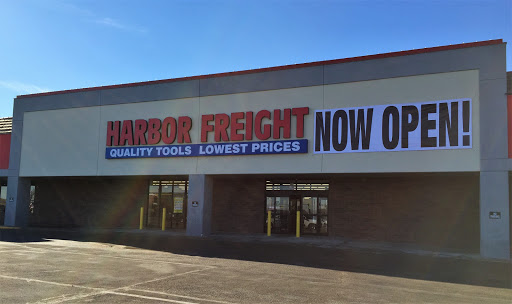 HARBOR FREIGHT
QUALITY TOOLS LOWEST PRICES
NOW OPEN!